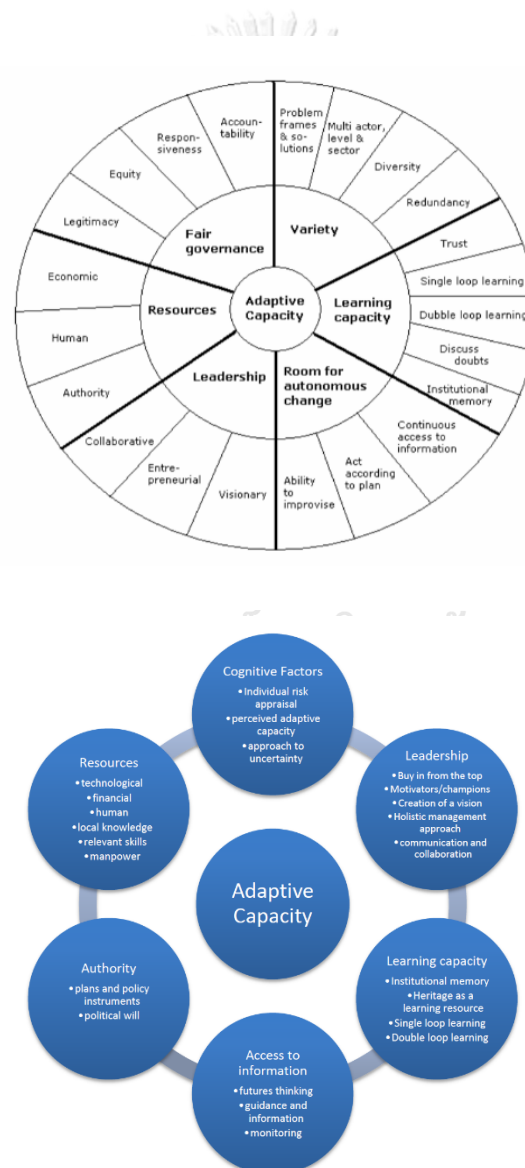 Accoun-
tability
Problem
frames
& so-
lutions
Multi actor,
level &
sector
Respon-
siveness
Diversity
Equity
Redundancy
Legitimacy
Fair
governance
Variety
Trust
Economic
Single loop learning
Resources
Adaptive
Capacity
Learning
capacity
Dubble loop learning
Human
Discuss
doubts
Leadership
Room for
autonomous
change
Institutional
memory
Authority
Continuous
access to
information
Collaborative
Entre-
preneurial
Visionary
Ability
to
improvise
Act
according
to plan
Cognitive Factors
•Individual risk
appraisal
•perceived adaptive
capacity
•approach to
uncertainty
Resources
•technological
•financial
•human
•local knowledge
•relevant skills
•manpower
Leadership
•Buy in from the top
•Motivators/champions
•Creation of a vision
•Holistic management
approach
•communication and
collaboration
Adaptive
Capacity
Authority
•plans and policy
instruments
•political will
Learning capacity
•Institutional memory
•Heritage as a
learning resource
•Single loop learning
•Double loop learning
Access to
information
•futures thinking
•guidance and
information
•monitoring